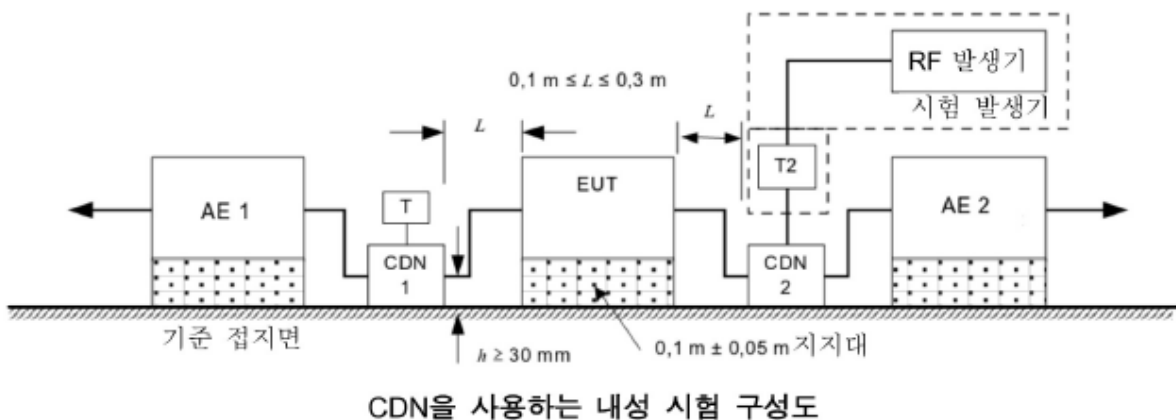 RF 발생기
시험 발생기
0,1 m ≤ L ≤ 0,3 m
L
L
T2
EUT
AE 1
T
AE 2
CDN
1
CDN
2
기준 접지면
h ≥ 30 mm
0,1 m ± 0,05 m 지지대
CDN을 사용하는 내성 시험 구성도